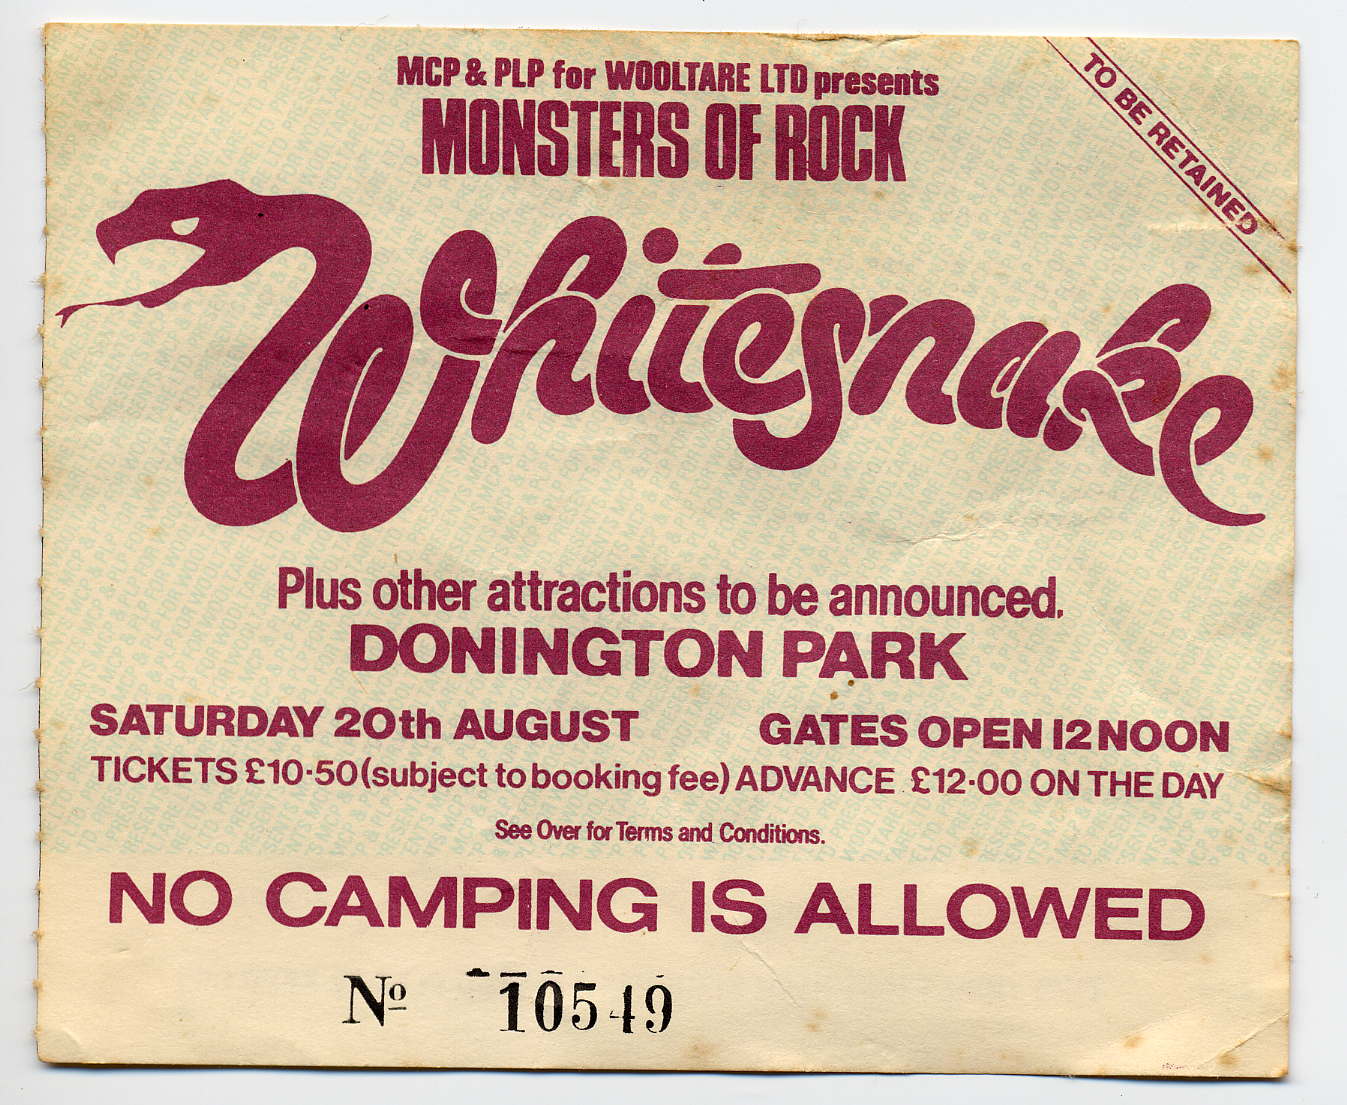 MCP & PLP for WOOLTARE LTD presents
MONSTERS OF ROCK
TO BE RETAINED
Whitesnake
Plus other attractions to be announced.
DONINGTON PARK
SATURDAY 20th AUGUST GATES OPEN 12 NOON
TICKETS £10·50 (subject to booking fee) ADVANCE £12·00 ON THE DAY
See Over for Terms and Conditions.
NO CAMPING IS ALLOWED
Nº 10549